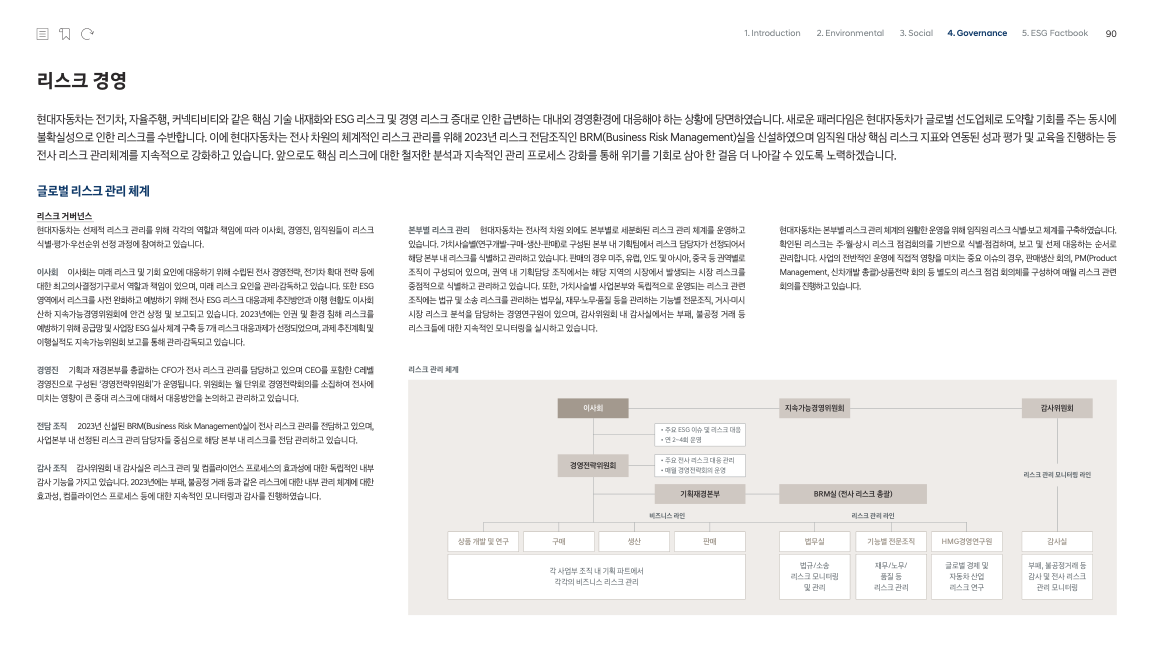 1. Introduction 2. Environmental 3. Social 4. Governance 5. ESG Factbook 90
리스크 경영
현대자동차는 전기차, 자율주행, 커넥티비티와 같은 핵심 기술 내재화와 ESG 리스크 및 경영 리스크 증대로 인한 급변하는 대내외 경영환경에 대응해야 하는 상황에 당면하였습니다. 새로운 패러다임은 현대자동차가 글로벌 선도업체로 도약할 기회를 주는 동시에
불확실성으로 인한 리스크를 수반합니다. 이에 현대자동차는 전사 차원의 체계적인 리스크 관리를 위해 2023년 리스크 전담조직인 BRM(Business Risk Management)실을 신설하였으며 임직원 대상 핵심 리스크 지표와 연동된 성과 평가 및 교육을 진행하는 등
전사 리스크 관리체계를 지속적으로 강화하고 있습니다. 앞으로도 핵심 리스크에 대한 철저한 분석과 지속적인 관리 프로세스 강화를 통해 위기를 기회로 삼아 한 걸음 더 나아갈 수 있도록 노력하겠습니다.
글로벌 리스크 관리 체계
리스크 거버넌스
현대자동차는 선제적 리스크 관리를 위해 각각의 역할과 책임에 따라 이사회, 경영진, 임직원들이 리스크
식별·평가·우선순위 선정 과정에 참여하고 있습니다.
이사회 이사회는 미래 리스크 및 기회 요인에 대응하기 위해 수립된 전사 경영전략, 전기차 확대 전략 등에
대한 최고의사결정기구로서 역할과 책임이 있으며, 미래 리스크 요인을 관리·감독하고 있습니다. 또한 ESG
영역에서 리스크를 사전 완화하고 예방하기 위해 전사 ESG 리스크 대응과제 추진방안과 이행 현황도 이사회
산하 지속가능경영위원회에 안건 상정 및 보고되고 있습니다. 2023년에는 인권 및 환경 침해 리스크를
예방하기 위해 공급망 및 사업장 ESG 실사 체계 구축 등 7개 리스크 대응과제가 선정되었으며, 과제 추진계획 및
이행실적도 지속가능위원회 보고를 통해 관리·감독되고 있습니다.
경영진 기획과 재경본부를 총괄하는 CFO가 전사 리스크 관리를 담당하고 있으며 CEO를 포함한 C레벨
경영진으로 구성된 '경영전략위원회'가 운영됩니다. 위원회는 월 단위로 경영전략회의를 소집하여 전사에
미치는 영향이 큰 중대 리스크에 대해서 대응방안을 논의하고 관리하고 있습니다.
전담 조직 2023년 신설된 BRM(Business Risk Management)실이 전사 리스크 관리를 전담하고 있으며,
사업본부 내 선정된 리스크 관리 담당자들 중심으로 해당 본부 내 리스크를 전담 관리하고 있습니다.
감사 조직 감사위원회 내 감사실은 리스크 관리 및 컴플라이언스 프로세스의 효과성에 대한 독립적인 내부
감사 기능을 가지고 있습니다. 2023년에는 부패, 불공정 거래 등과 같은 리스크에 대한 내부 관리 체계에 대한
효과성, 컴플라이언스 프로세스 등에 대한 지속적인 모니터링과 감사를 진행하였습니다.
본부별 리스크 관리 현대자동차는 전사적 차원 외에도 본부별로 세분화된 리스크 관리 체계를 운영하고
있습니다. 가치사슬별(연구개발-구매-생산-판매)로 구성된 본부 내 기획팀에서 리스크 담당자가 선정되어서
해당 본부 내 리스크를 식별하고 관리하고 있습니다. 판매의 경우 미주, 유럽, 인도 및 아시아, 중국 등 권역별로
조직이 구성되어 있으며, 권역 내 기획담당 조직에서는 해당 지역의 시장에서 발생되는 시장 리스크를
중점적으로 식별하고 관리하고 있습니다. 또한, 가치사슬별 사업본부와 독립적으로 운영되는 리스크 관련
조직에는 법규 및 소송 리스크를 관리하는 법무실, 재무·노무·품질 등을 관리하는 기능별 전문조직, 거시·미시
시장 리스크 분석을 담당하는 경영연구원이 있으며, 감사위원회 내 감사실에서는 부패, 불공정 거래 등
리스크들에 대한 지속적인 모니터링을 실시하고 있습니다.
현대자동차는 본부별 리스크 관리 체계의 원활한 운영을 위해 임직원 리스크 식별·보고 체계를 구축하였습니다.
확인된 리스크는 주·월·상시 리스크 점검회의를 기반으로 식별·점검하며, 보고 및 선제 대응하는 순서로
관리합니다. 사업의 전반적인 운영에 직접적 영향을 미치는 중요 이슈의 경우, 판매생산 회의, PM(Product
Management, 신차개발 총괄)·상품전략 회의 등 별도의 리스크 점검 회의체를 구성하여 매월 리스크 관련
회의를 진행하고 있습니다.
리스크 관리 체계
이사회 지속가능경영위원회 감사위원회
• 주요 ESG 이슈 및 리스크 대응
• 연 2~4회 운영
경영전략위원회
• 주요 전사 리스크 대응 관리
• 매월 경영전략회의 운영
리스크 관리 모니터링 라인
기획재경본부 BRM실 (전사 리스크 총괄)
비즈니스 라인 리스크 관리 라인
상품 개발 및 연구 구매 생산 판매 법무실 기능별 전문조직 HMG경영연구원 감사실
각 사업부 조직 내 기획 파트에서
각각의 비즈니스 리스크 관리
법규/소송
리스크 모니터링
및 관리
재무/노무/
품질 등
리스크 관리
글로벌 경제 및
자동차 산업
리스크 연구
부패, 불공정거래 등
감사 및 전사 리스크
관리 모니터링